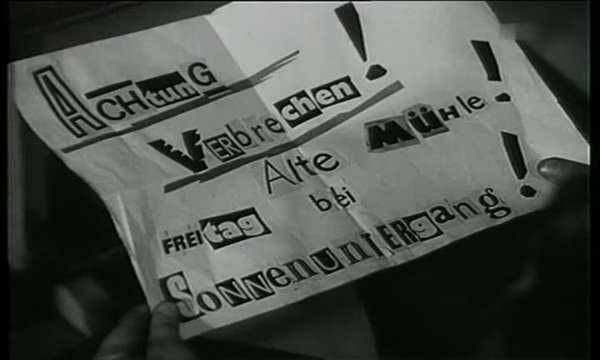 AcHtunG!
VERbrechen!
Alte MüHle!
FREItag bei
SonnenunTERgang!